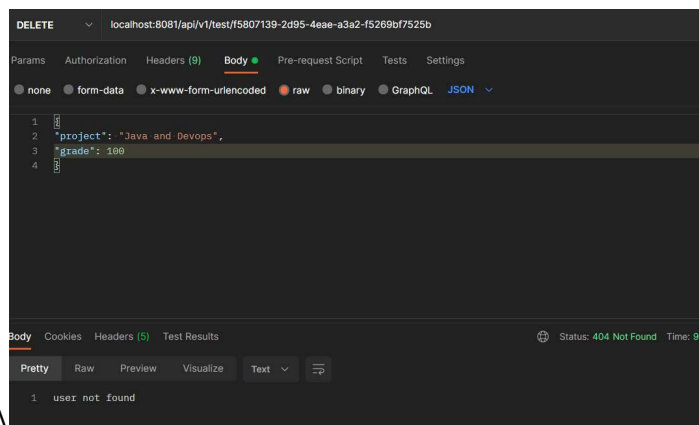 DELETE localhost:8081/api/v1/test/f5807139-2d95-4eae-a3a2-f5269bf7525b
Params Authorization Headers (9) Body Pre-request Script Tests Settings
none form-data x-www-form-urlencoded raw binary GraphQL JSON
1 {
2 "project": "Java and Devops",
3 "grade": 100
4 }
Body Cookies Headers (5) Test Results Status: 404 Not Found Time: 9
Pretty Raw Preview Visualize Text
1 user not found
\